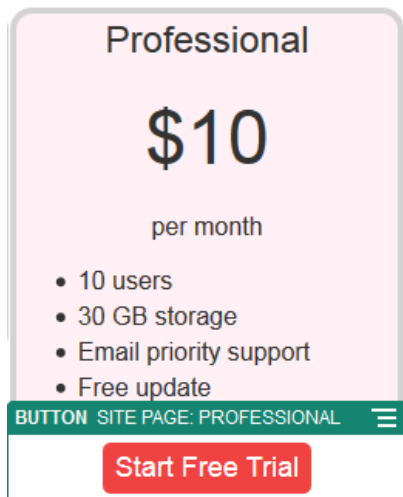 Professional
$10
per month
• 10 users
• 30 GB storage
• Email priority support
• Free update
BUTTON SITE PAGE: PROFESSIONAL
Start Free Trial